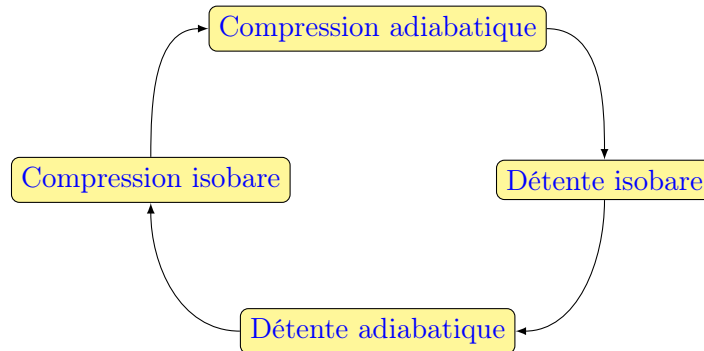 Compression adiabatique
Compression isobare
Détente isobare
Détente adiabatique